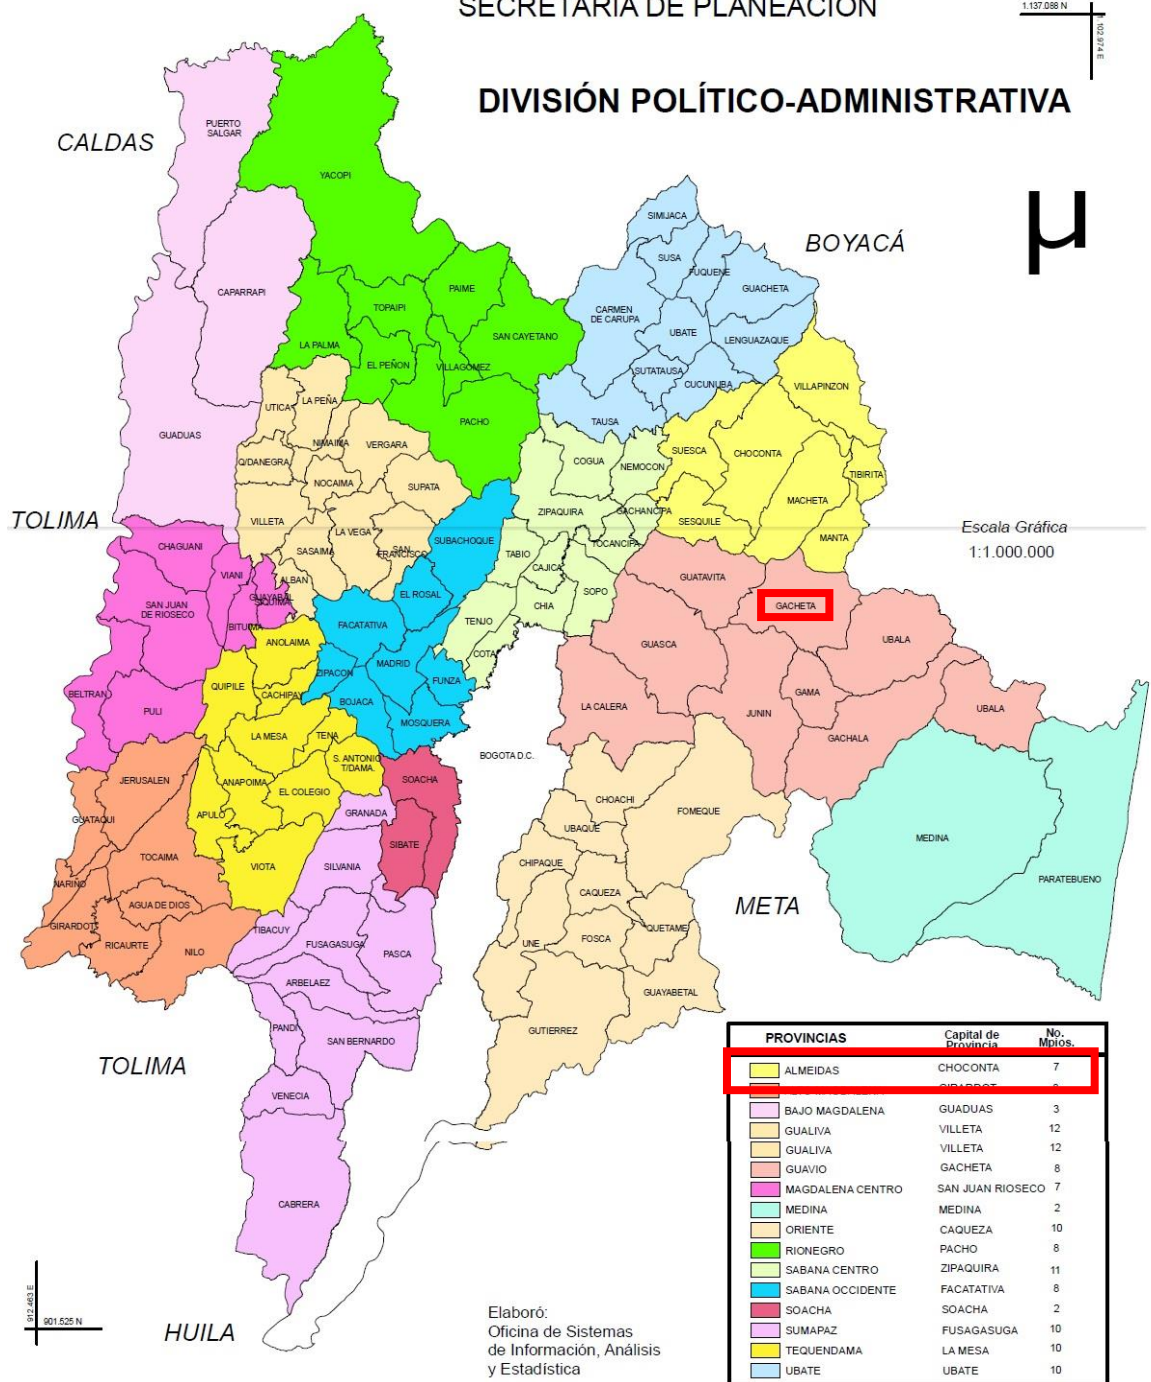 SECRETARÍA DE PLANEACIÓN
1.137.088 N
1.102.974 E
DIVISIÓN POLÍTICO-ADMINISTRATIVA
CALDAS
PUERTO
SALGAR
YACOPI
µ
BOYACÁ
SIMIJACA
SUSA
FUQUENE
GUACHETA
CAPARRAPI
TOPAIPI
PAIME
CARMEN
DE CARUPA
UBATE
LENGUAZAQUE
SAN CAYETANO
LA PALMA
EL PEÑON
VILLAGOMEZ
SUTATAUSA
CUCUNUBA
VILLAPINZON
UTICA
LA PEÑA
PACHO
TAUSA
GUADUAS
NIMAIMA
VERGARA
SUESCA
CHOCONTA
Q/DANEGRA
COGUA
NEMOCON
TIBIRITA
NOCAIMA
SUPATA
MACHETA
ZIPAQUIRA
GACHANCIPA
SESQUILE
TOLIMA
VILLETA
LA VEGA
SUBACHOQUE
MANTA
Escala Gráfica
1:1.000.000
CHAGUANI
SASAIMA
SAN
FRANCISCO
TABIO
TOCANCIPA
CAJICA
VIANI
ALBAN
GUATAVITA
EL ROSAL
SOPO
GUAYABAL
SIQUIMA
CHIA
GACHETA
SAN JUAN
DE RIOSECO
BITUIMA
FACATATIVA
TENJO
ANOLAIMA
GUASCA
UBALA
COTA
ZIPACON
MADRID
QUIPILE
CACHIPAY
FUNZA
BELTRAN
BOJACA
GAMA
LA CALERA
JUNIN
UBALA
PULI
MOSQUERA
LA MESA
TENA
GACHALA
BOGOTA D.C.
S. ANTONIO
T/DAMA.
JERUSALEN
ANAPOIMA
SOACHA
EL COLEGIO
CHOACHI
FOMEQUE
GUATAQUI
APULO
GRANADA
UBAQUE
MEDINA
SIBATE
TOCAIMA
VIOTA
SILVANIA
CHIPAQUE
PARATEBUENO
NARIÑO
CAQUEZA
META
AGUA DE DIOS
GIRARDOT
TIBACUY
QUETAME
RICAURTE
NILO
FUSAGASUGA
PASCA
UNE
FOSCA
ARBELAEZ
GUAYABETAL
PANDI
SAN BERNARDO
GUTIERREZ
TOLIMA
VENECIA
CABRERA
PROVINCIAS Capital de Provincia No. Mpios.
ALMEIDAS CHOCONTA 7
BAJO MAGDALENA GUADUAS 3
GUALIVA VILLETA 12
GUALIVA VILLETA 12
GUAVIO GACHETA 8
MAGDALENA CENTRO SAN JUAN RIOSECO 7
MEDINA MEDINA 2
ORIENTE CAQUEZA 10
RIONEGRO PACHO 8
SABANA CENTRO ZIPAQUIRA 11
SABANA OCCIDENTE FACATATIVA 8
SOACHA SOACHA 2
SUMAPAZ FUSAGASUGA 10
TEQUENDAMA LA MESA 10
UBATE UBATE 10
912.463 E
901.525 N
HUILA
Elaboró:
Oficina de Sistemas
de Información, Análisis
y Estadística